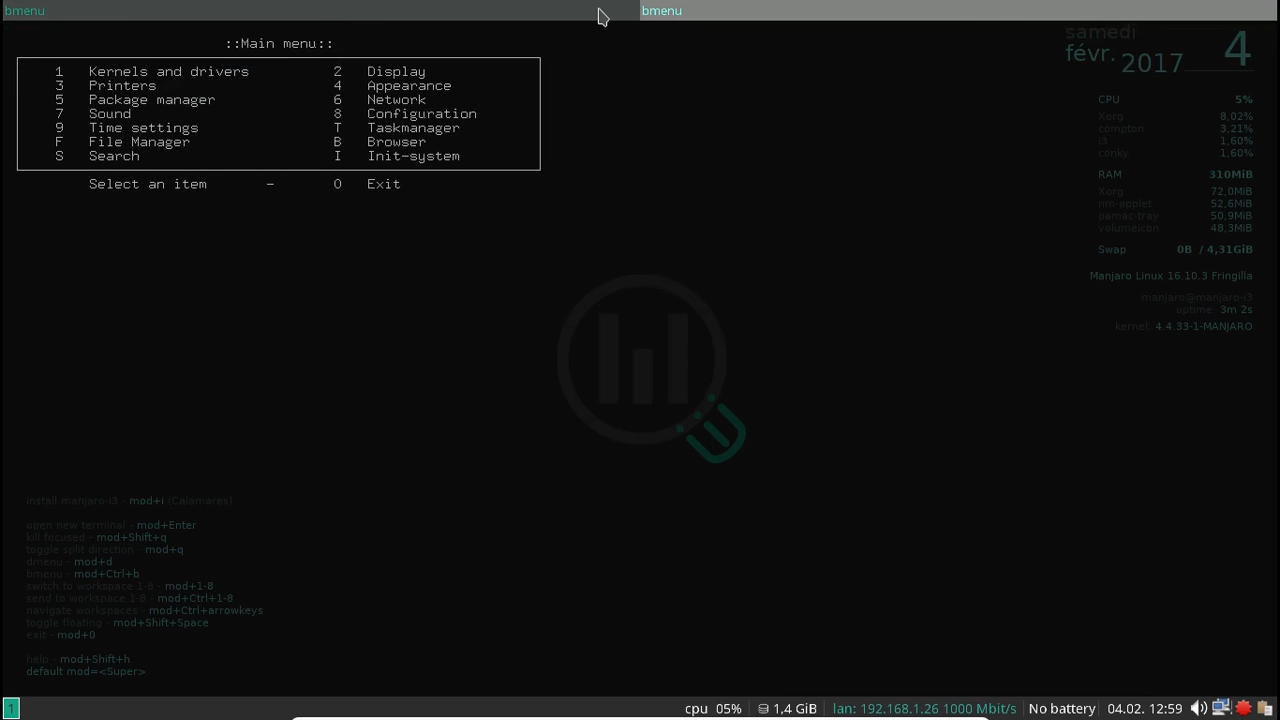 bmenu
bmenu
::Main menu::
1 Kernels and drivers 2 Display
3 Printers 4 Appearance
5 Package manager 6 Network
7 Sound 8 Configuration
9 Time settings T Taskmanager
F File Manager B Browser
S Search I Init-system
Select an item - 0 Exit
samedi
févr. 2017 4
CPU 5%
Xorg 8,02%
compton 3,21%
i3 1,60%
conky 1,60%
RAM 310MiB
Xorg 72,0MiB
nm-applet 52,6MiB
pamac-tray 50,9MiB
volumeicon 48,3MiB
Swap 0B / 4,31GiB
Manjaro Linux 16.10.3 Fringilla
manjaro@manjaro-i3
uptime: 3m 2s
kernel: 4.4.33-1-MANJARO
install manjaro-i3 - mod+i (Calamares)
open new terminal - mod+Enter
kill focused - mod+Shift+q
toggle split direction - mod+q
dmenu - mod+d
bmenu - mod+Ctrl+b
switch to workspace 1-8 - mod+1-8
send to workspace 1-8 - mod+Ctrl+1-8
navigate workspaces - mod+Ctrl+arrowkeys
toggle floating - mod+Shift+Space
exit - mod+0
help - mod+Shift+h
default mod=<Super>
1
cpu 05% 1,4 GiB lan: 192.168.1.26 1000 Mbit/s No battery 04.02. 12:59